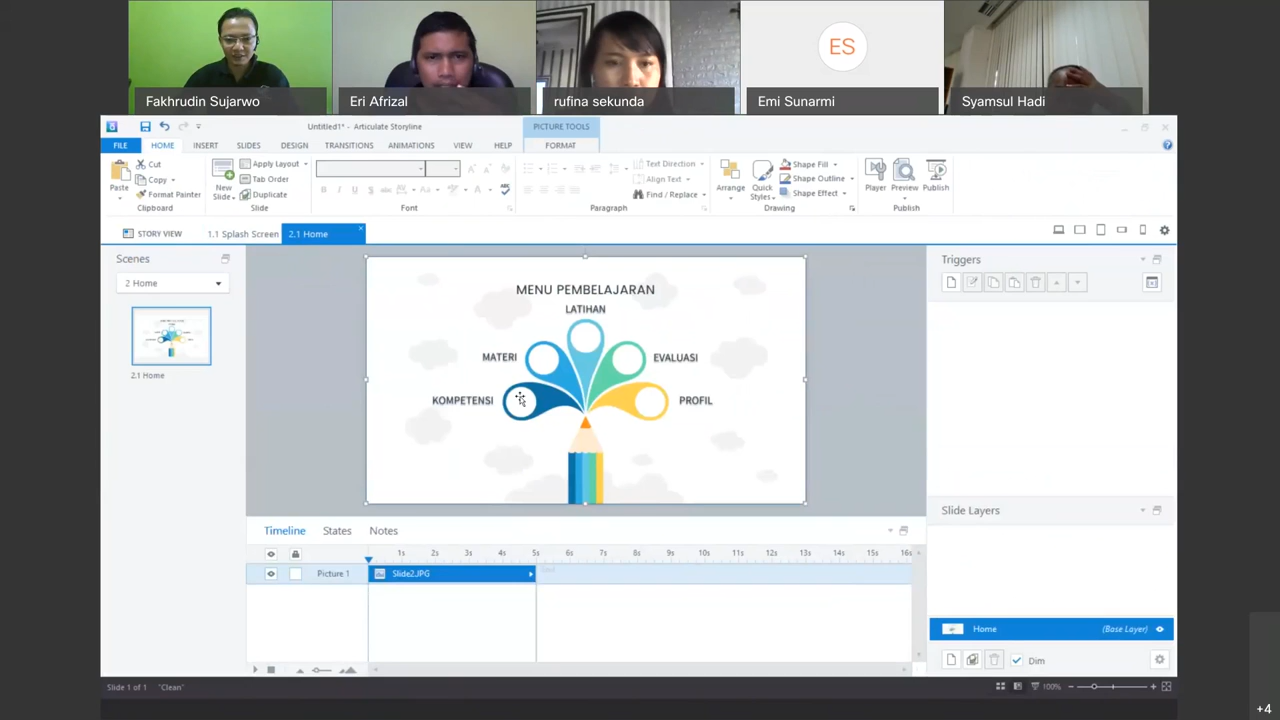 ES
Fakhrudin Sujarwo
Eri Afrizal
rufina sekunda
Emi Sunarmi
Syamsul Hadi
Untitled1* - Articulate Storyline
PICTURE TOOLS
FILE HOME INSERT SLIDES DESIGN TRANSITIONS ANIMATIONS VIEW HELP FORMAT
Paste
Cut
Copy
Format Painter
Clipboard
New Slide
Apply Layout
Tab Order
Duplicate
Slide
Font
Text Direction
Align Text
Find / Replace
Paragraph
Arrange
Quick Styles
Shape Fill
Shape Outline
Shape Effect
Drawing
Player
Preview
Publish
Publish
STORY VIEW
1.1 Splash Screen
2.1 Home
Scenes
2 Home
2.1 Home
MENU PEMBELAJARAN
LATIHAN
MATERI
EVALUASI
KOMPETENSI
PROFIL
Triggers
Slide Layers
Home
(Base Layer)
Dim
Timeline States Notes
1s 2s 3s 4s 5s 6s 7s 8s 9s 10s 11s 12s 13s 14s 15s 16s
Picture 1
Slide2.JPG
Slide 1 of 1
"Clean"
100%
+4